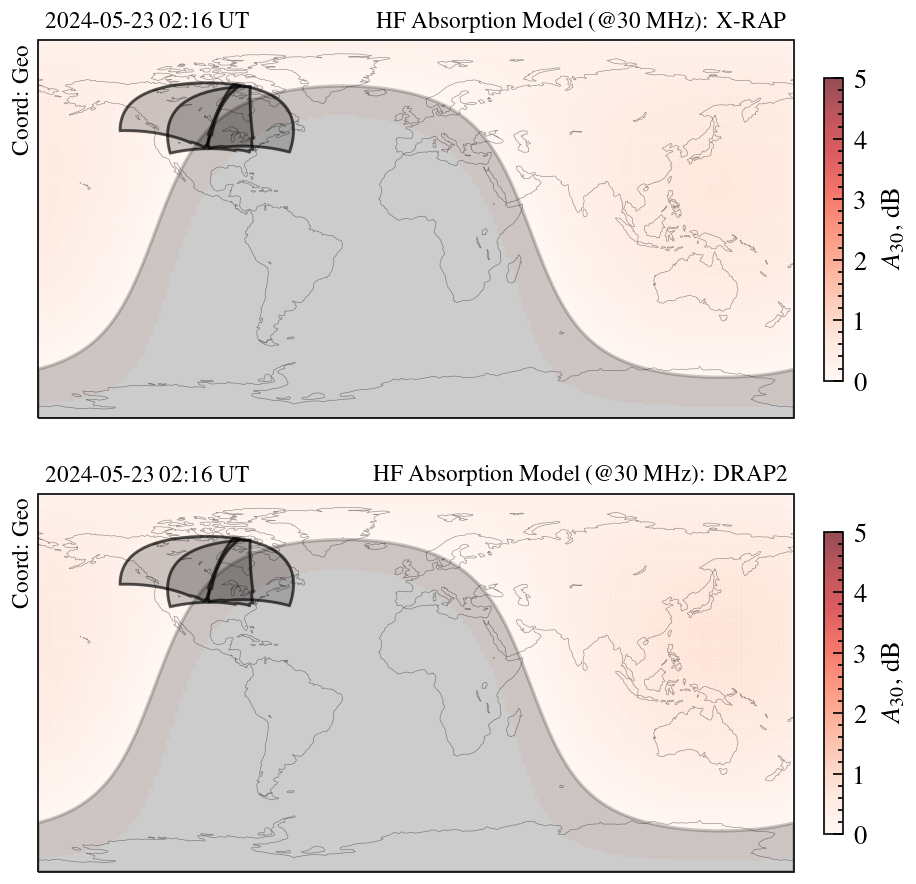 2024-05-23 02:16 UT HF Absorption Model (@30 MHz): X-RAP
Coord: Geo
5
4
3
2
1
0
A30, dB
2024-05-23 02:16 UT HF Absorption Model (@30 MHz): DRAP2
Coord: Geo
5
4
3
2
1
0
A30, dB